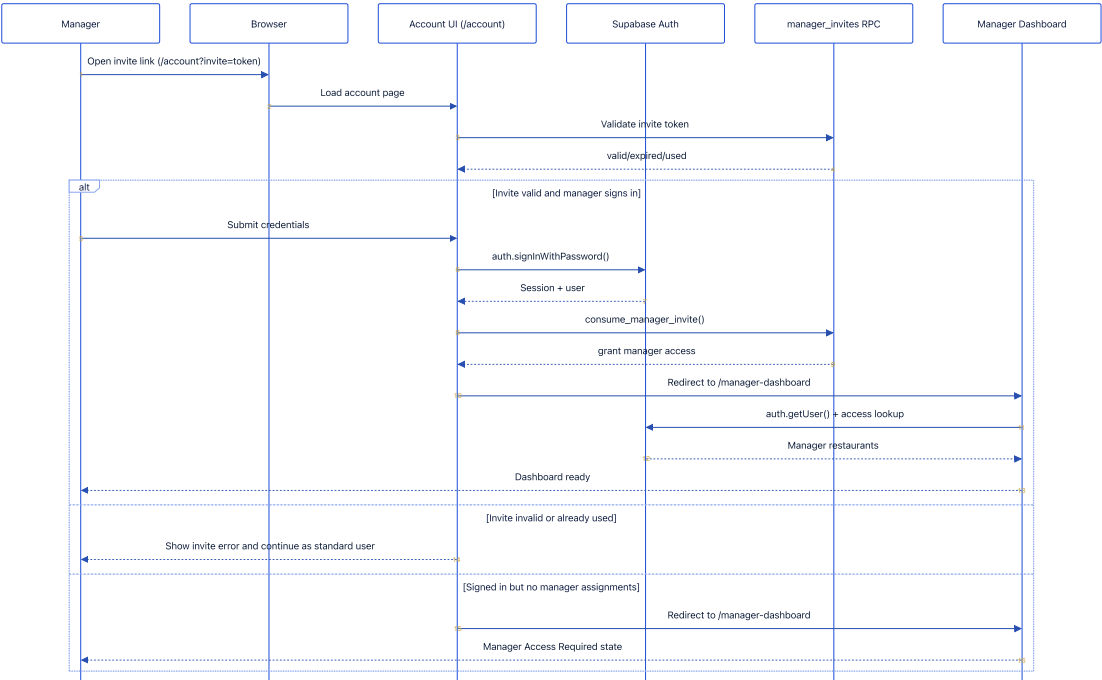 Manager
Browser
Account UI (/account)
Supabase Auth
manager_invites RPC
Manager Dashboard
Open invite link (/account?invite=token)
Load account page
Validate invite token
valid/expired/used
alt
[Invite valid and manager signs in]
Submit credentials
auth.signInWithPassword()
Session + user
consume_manager_invite()
grant manager access
Redirect to /manager-dashboard
auth.getUser() + access lookup
Manager restaurants
Dashboard ready
[Invite invalid or already used]
Show invite error and continue as standard user
[Signed in but no manager assignments]
Redirect to /manager-dashboard
Manager Access Required state